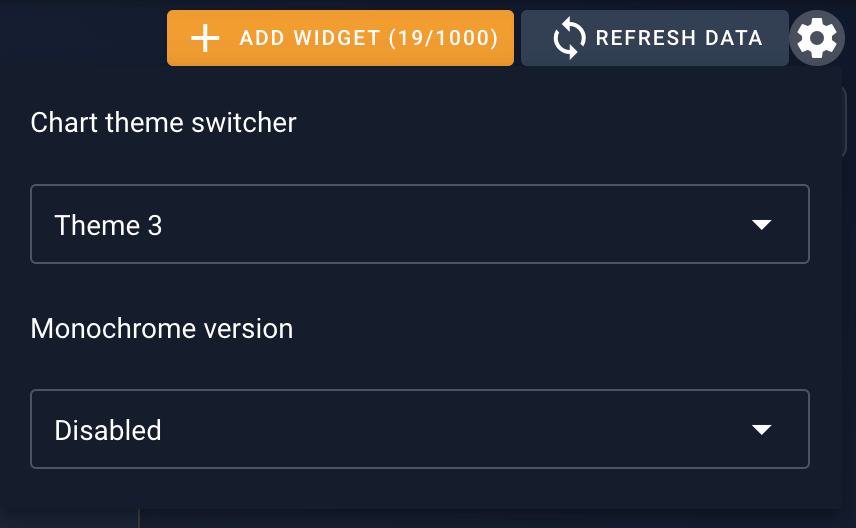 ADD WIDGET (19/1000)
REFRESH DATA
Chart theme switcher
Theme 3
Monochrome version
Disabled